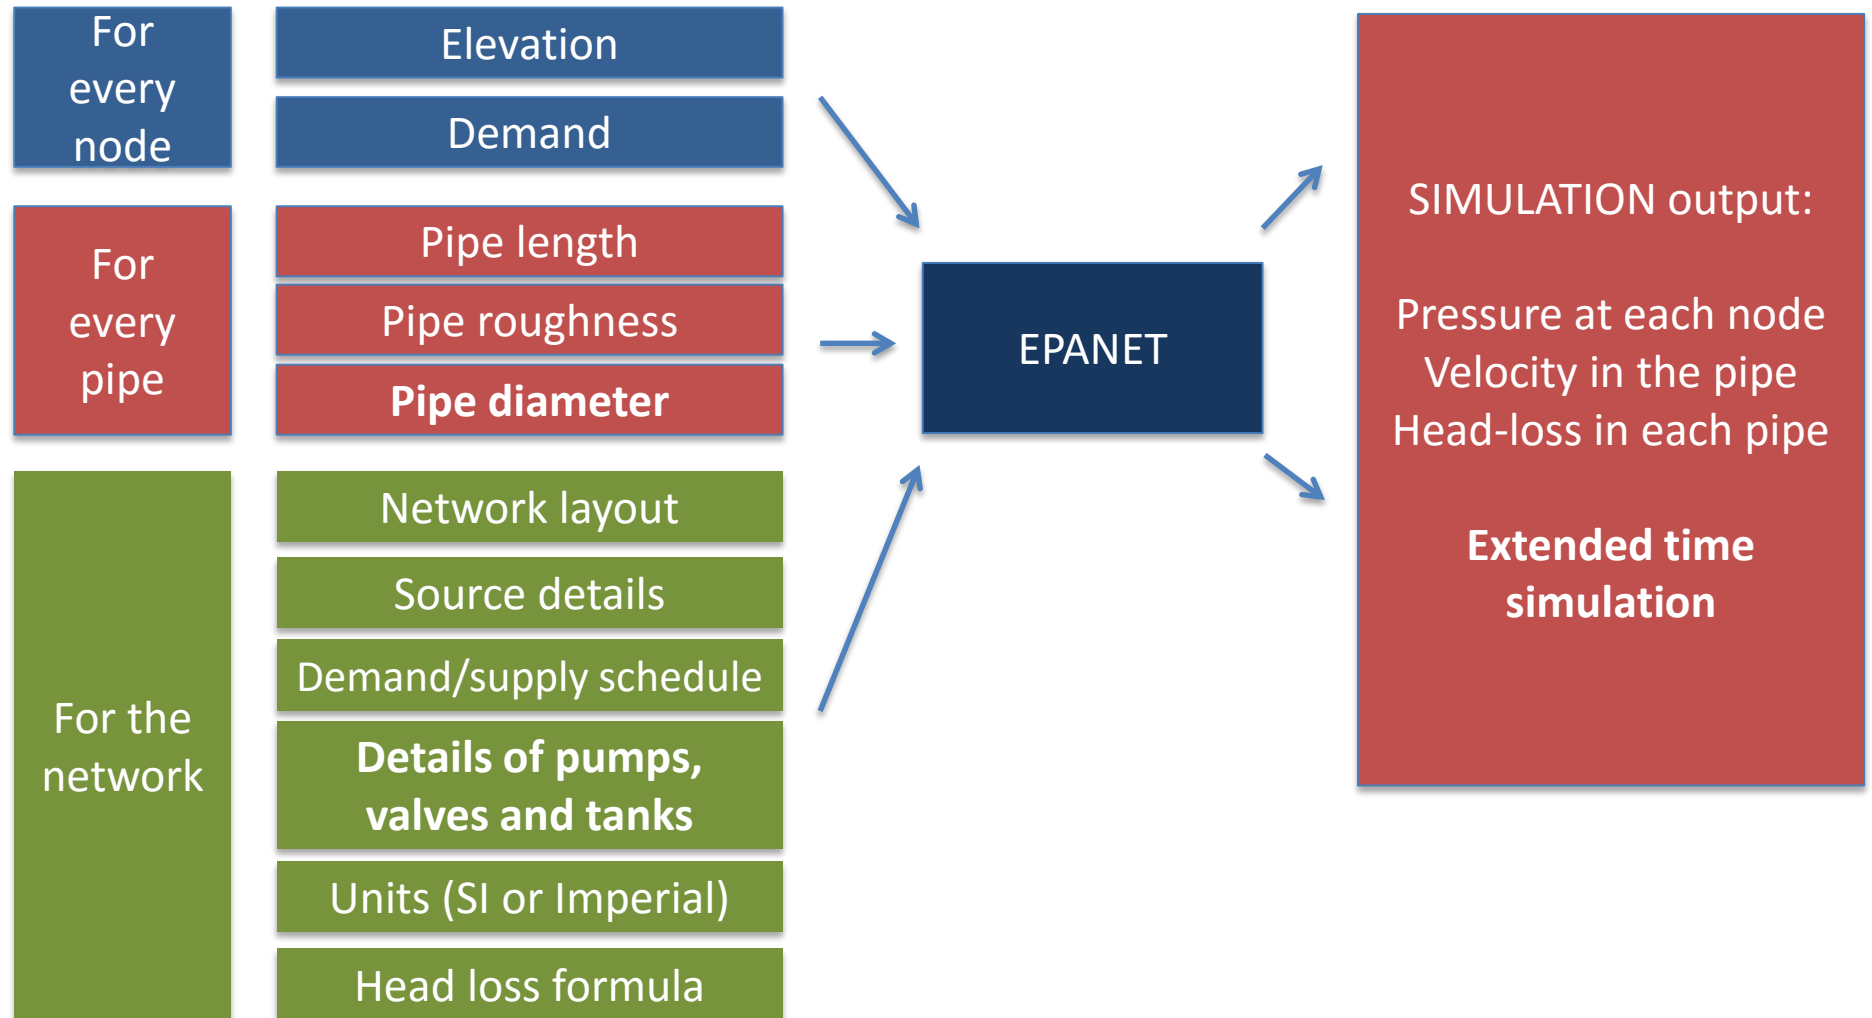 For
every
node
Elevation
Demand
For
every
pipe
Pipe length
Pipe roughness
Pipe diameter
For the
network
Network layout
Source details
Demand/supply schedule
Details of pumps,
valves and tanks
Units (SI or Imperial)
Head loss formula
EPANET
SIMULATION output:
Pressure at each node
Velocity in the pipe
Head-loss in each pipe
Extended time
simulation